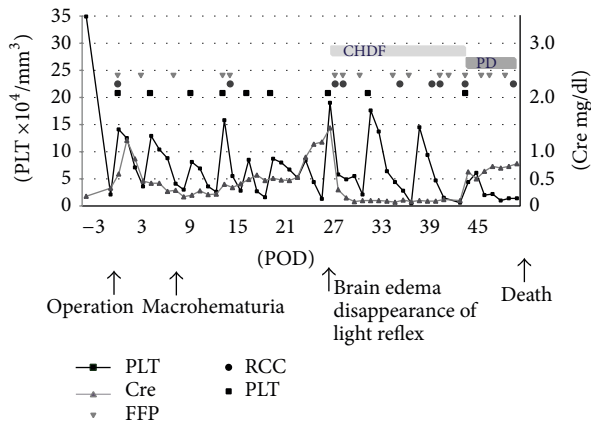 35
30
25
20
15
10
5
0
(PLT ×10⁴/mm³)
3.0
2.0
1.0
0.5
0
(Cre mg/dl)
CHDF
PD
−3 3 9 15 21 27 33 39 45
(POD)
Operation
Macrohematuria
Brain edema
disappearance of
light reflex
Death
PLT
Cre
FFP
RCC
PLT